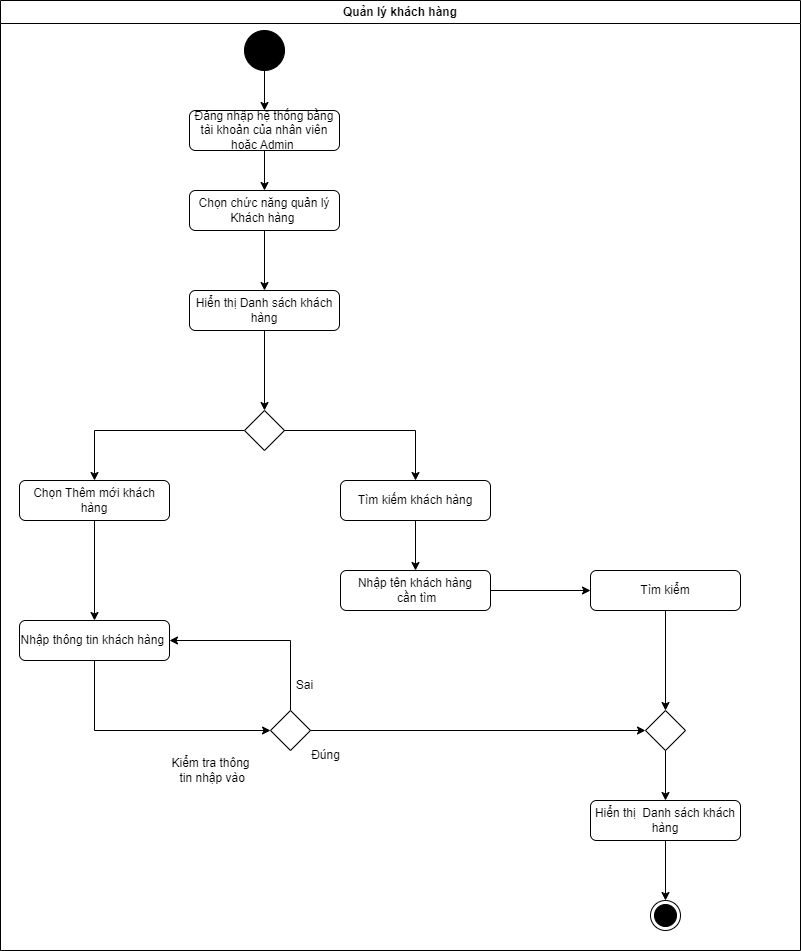 Quản lý khách hàng
Đăng nhập hệ thống bằng
tài khoản của nhân viên
hoặc Admin
Chọn chức năng quản lý
Khách hàng
Hiển thị Danh sách khách
hàng
Chọn Thêm mới khách
hàng
Tìm kiếm khách hàng
Nhập tên khách hàng
cần tìm
Tìm kiểm
Nhập thông tin khách hàng
Sai
Đúng
Kiểm tra thông
tin nhập vào
Hiển thị Danh sách khách
hàng